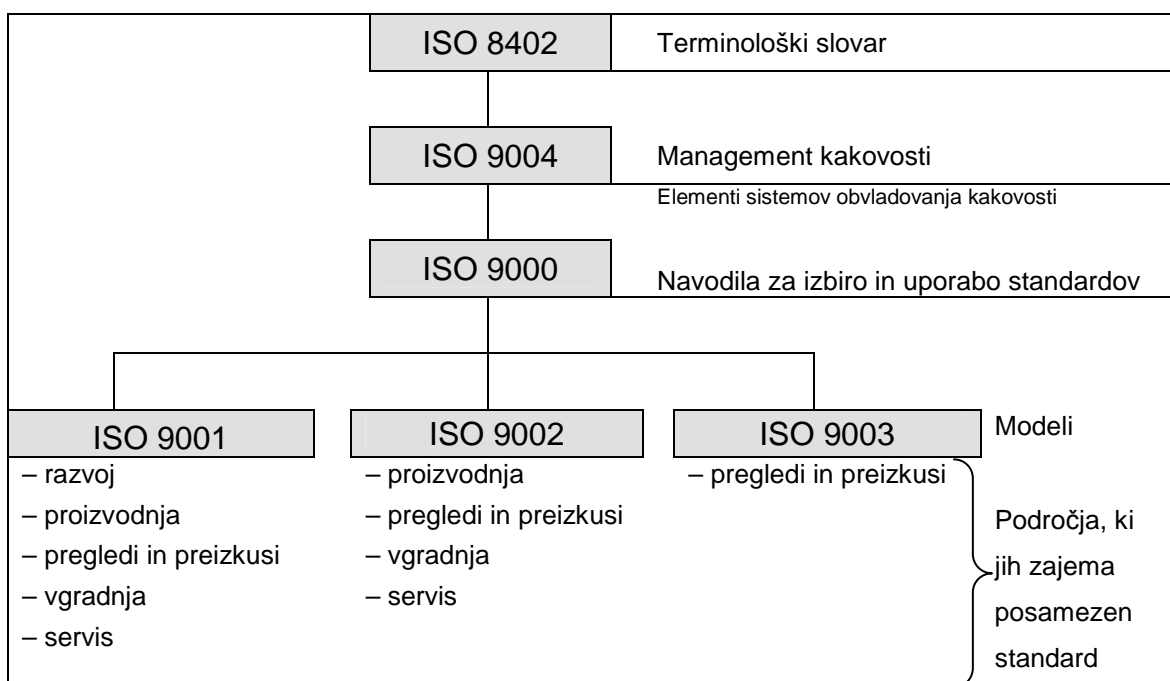 ISO 8402
Terminološki slovar
ISO 9004
Management kakovosti
Elementi sistemov obvladovanja kakovosti
ISO 9000
Navodila za izbiro in uporabo standardov
ISO 9001
– razvoj
– proizvodnja
– pregledi in preizkusi
– vgradnja
– servis
ISO 9002
– proizvodnja
– pregledi in preizkusi
– vgradnja
– servis
ISO 9003
– pregledi in preizkusi
Modeli
Področja, ki
jih zajema
posamezen
standard